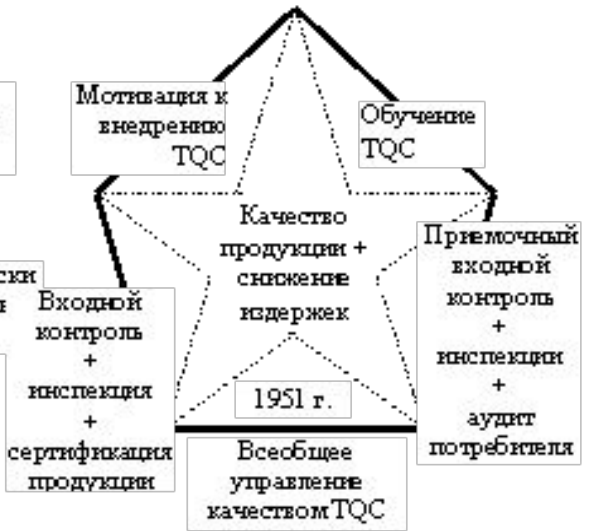 Мотивация к
внедрению
TQC
Обучение
TQC
Качество
продукции +
снижение
издержек
Приемочный
входной
контроль
+
инспекции
+
аудит
потребителя
Входной
контроль
+
инспекция
+
сертификация
продукции
1951 г.
Всеобщее
управление
качеством TQC